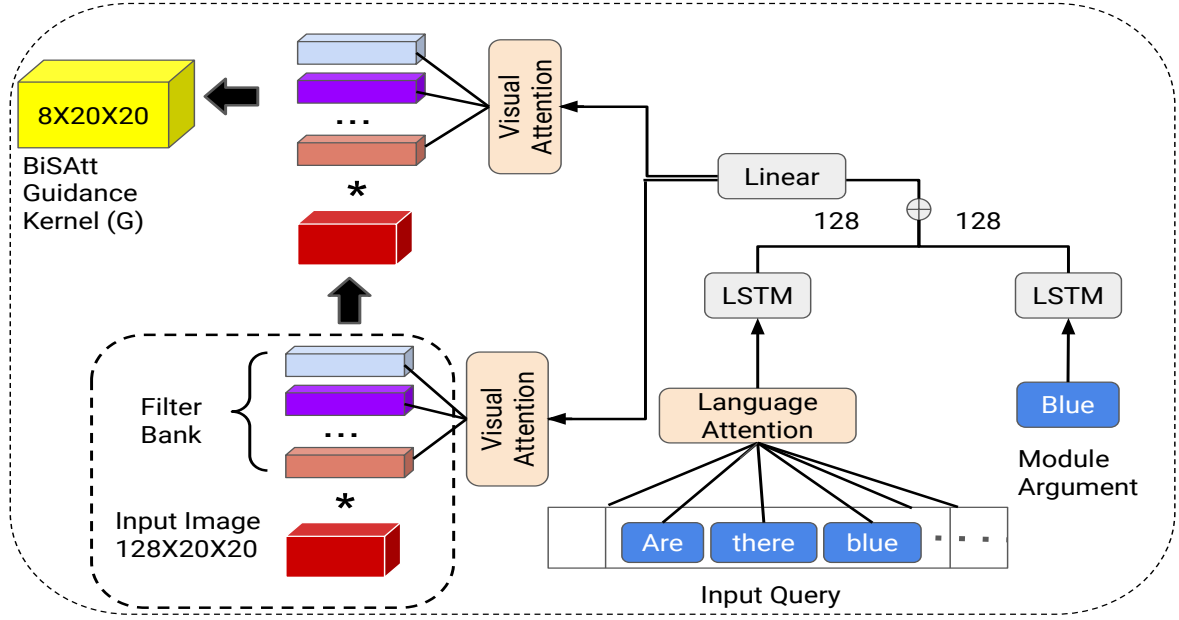 8X20X20
BiSAtt
Guidance
Kernel (G)
...
*
Visual
Attention
Linear
128
128
LSTM
LSTM
Filter
Bank
...
*
Input Image
128X20X20
Visual
Attention
Language
Attention
Blue
Module
Argument
Are there blue . . . . .
Input Query